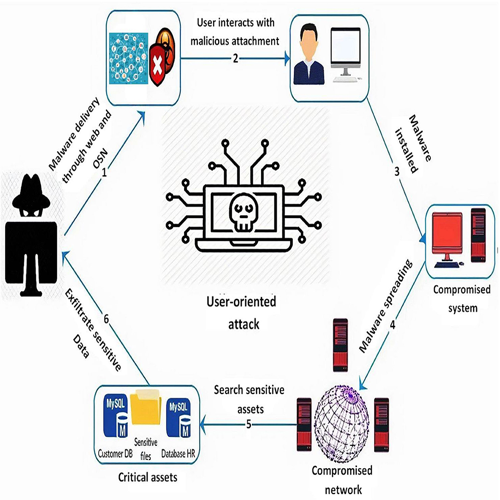 User interacts with
malicious attachment
2
Malware delivery
through web and
OSN
1
Malware
installed
3
Compromised
system
Malware spreading
4
User-oriented
attack
Exfiltrate sensitive
Data
6
Search sensitive
assets
5
MySQL
Customer DB
Sensitive
files
MySQL
Database HR
Critical assets
Compromised
network